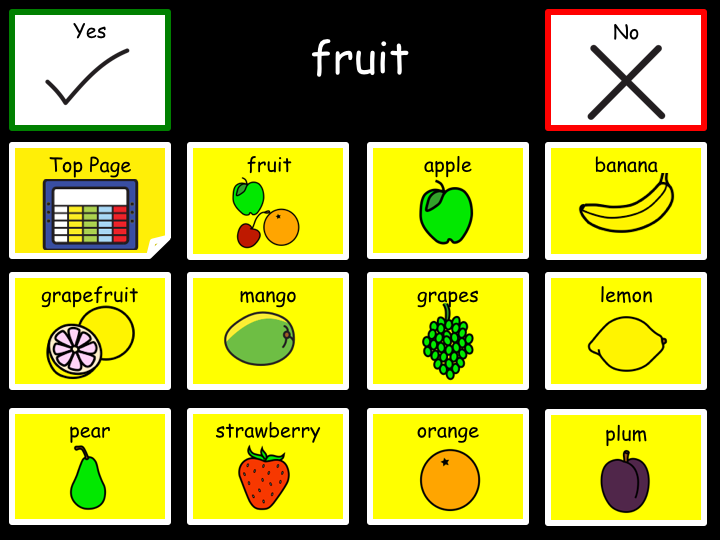 Yes
fruit
No
Top Page
fruit
apple
banana
grapefruit
mango
grapes
lemon
pear
strawberry
orange
plum